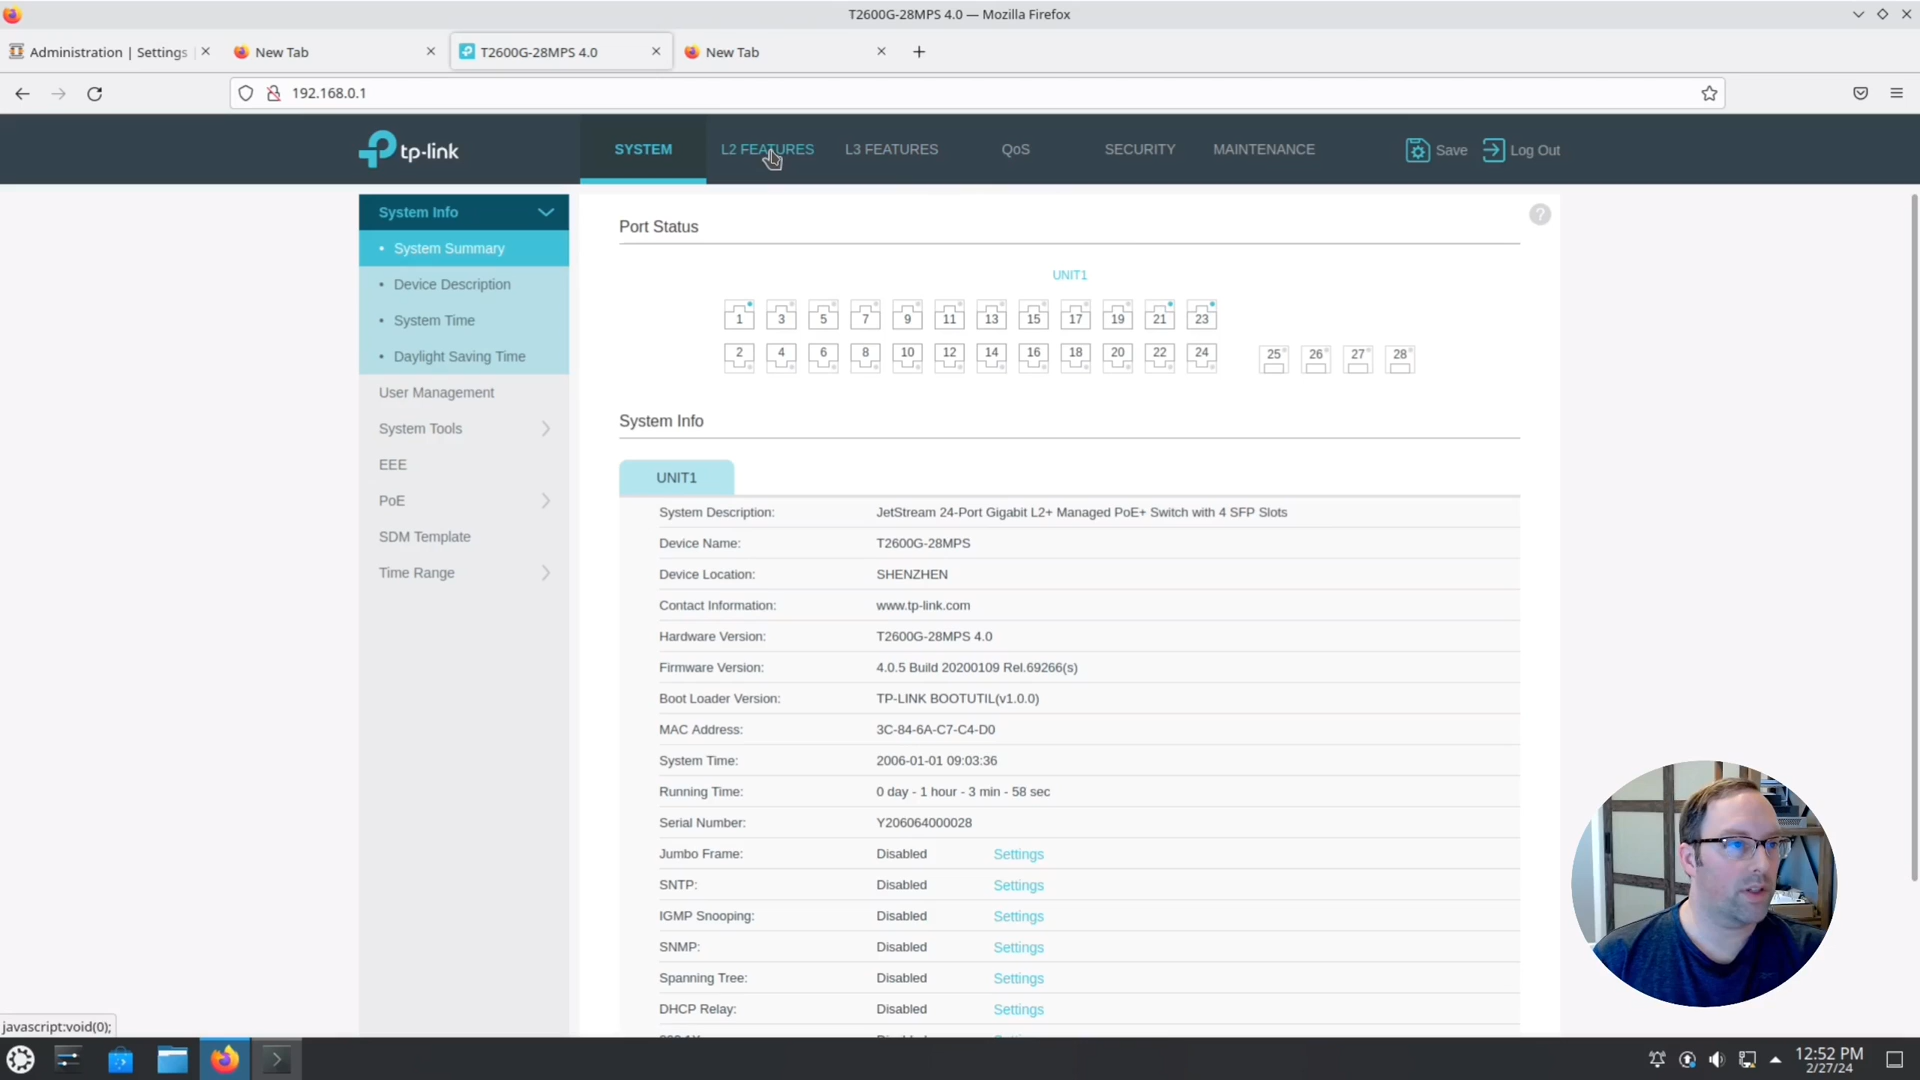 T2600G-28MPS 4.0 — Mozilla Firefox
Administration | Settings
New Tab
T2600G-28MPS 4.0
New Tab
192.168.0.1
tp-link
SYSTEM
L2 FEATURES
L3 FEATURES
QoS
SECURITY
MAINTENANCE
Save
Log Out
System Info
• System Summary
• Device Description
• System Time
• Daylight Saving Time
User Management
System Tools
EEE
PoE
SDM Template
Time Range
Port Status
?
UNIT1
1 3 5 7 9 11 13 15 17 19 21 23
2 4 6 8 10 12 14 16 18 20 22 24 25 26 27 28
System Info
UNIT1
System Description: JetStream 24-Port Gigabit L2+ Managed PoE+ Switch with 4 SFP Slots
Device Name: T2600G-28MPS
Device Location: SHENZHEN
Contact Information: www.tp-link.com
Hardware Version: T2600G-28MPS 4.0
Firmware Version: 4.0.5 Build 20200109 Rel.69266(s)
Boot Loader Version: TP-LINK BOOTUTIL(v1.0.0)
MAC Address: 3C-84-6A-C7-C4-D0
System Time: 2006-01-01 09:03:36
Running Time: 0 day - 1 hour - 3 min - 58 sec
Serial Number: Y206064000028
Jumbo Frame: Disabled Settings
SNTP: Disabled Settings
IGMP Snooping: Disabled Settings
SNMP: Disabled Settings
Spanning Tree: Disabled Settings
DHCP Relay: Disabled Settings
javascript:void(0);
12:52 PM
2/27/24